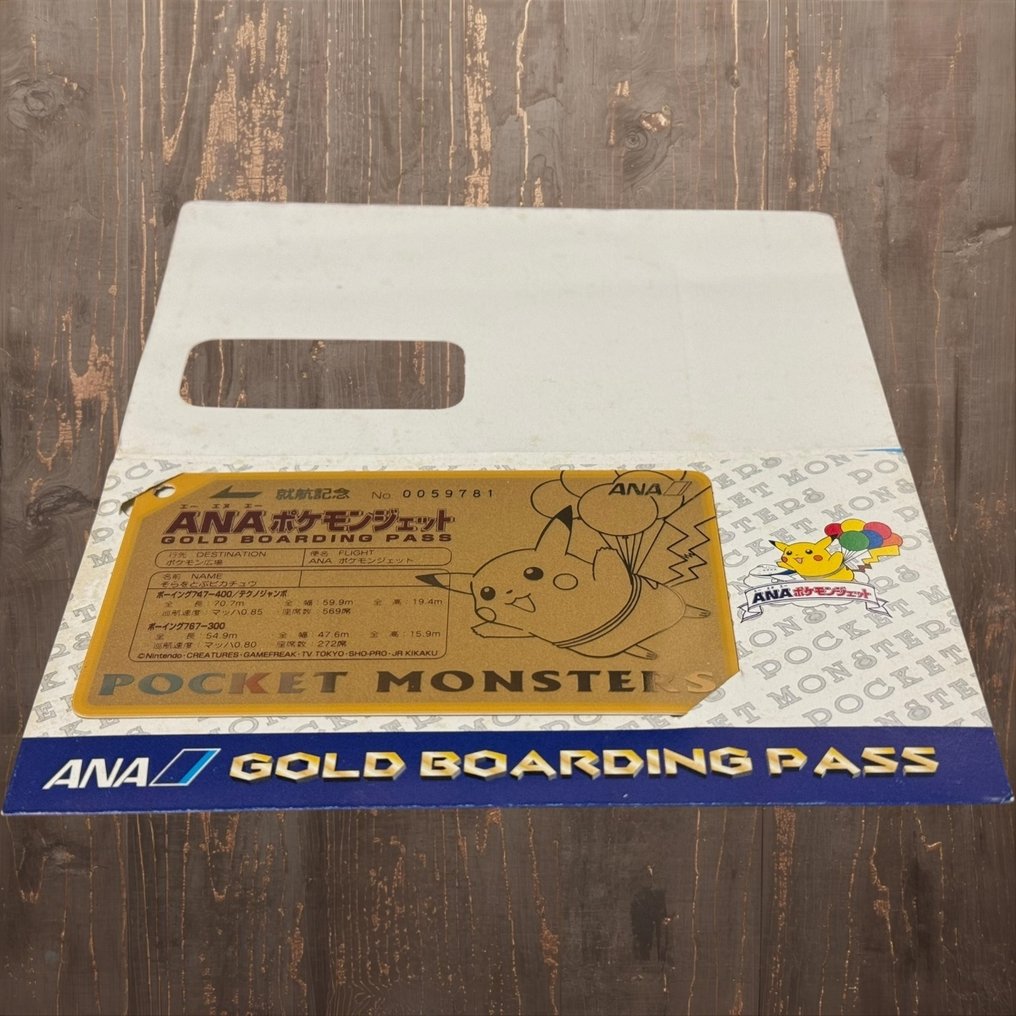 就航記念 No 0059781
エー エヌ エー
ANAポケモンジェット
GOLD BOARDING PASS
ANA
行先 DESTINATION
ポケモン広場
便名 FLIGHT
ANA ポケモンジェット
名前 NAME
そらをとぶピカチュウ
ボーイング747-400/テクノジャンボ
全 長:70.7m 全 幅:59.9m 全 高:19.4m
巡航速度:マッハ0.85 座席数:569席
ボーイング767-300
全 長:54.9m 全 幅 47.6m 全 高:15.9m
巡航速度:マッハ0.80 座席数:272席
©Nintendo・CREATURES・GAMEFREAK・TV TOKYO・SHO-PRO・JR KIKAKU
POCKET MONSTERS
ANAポケモンジェット
POCKET MONSTERS
ANA GOLD BOARDING PASS